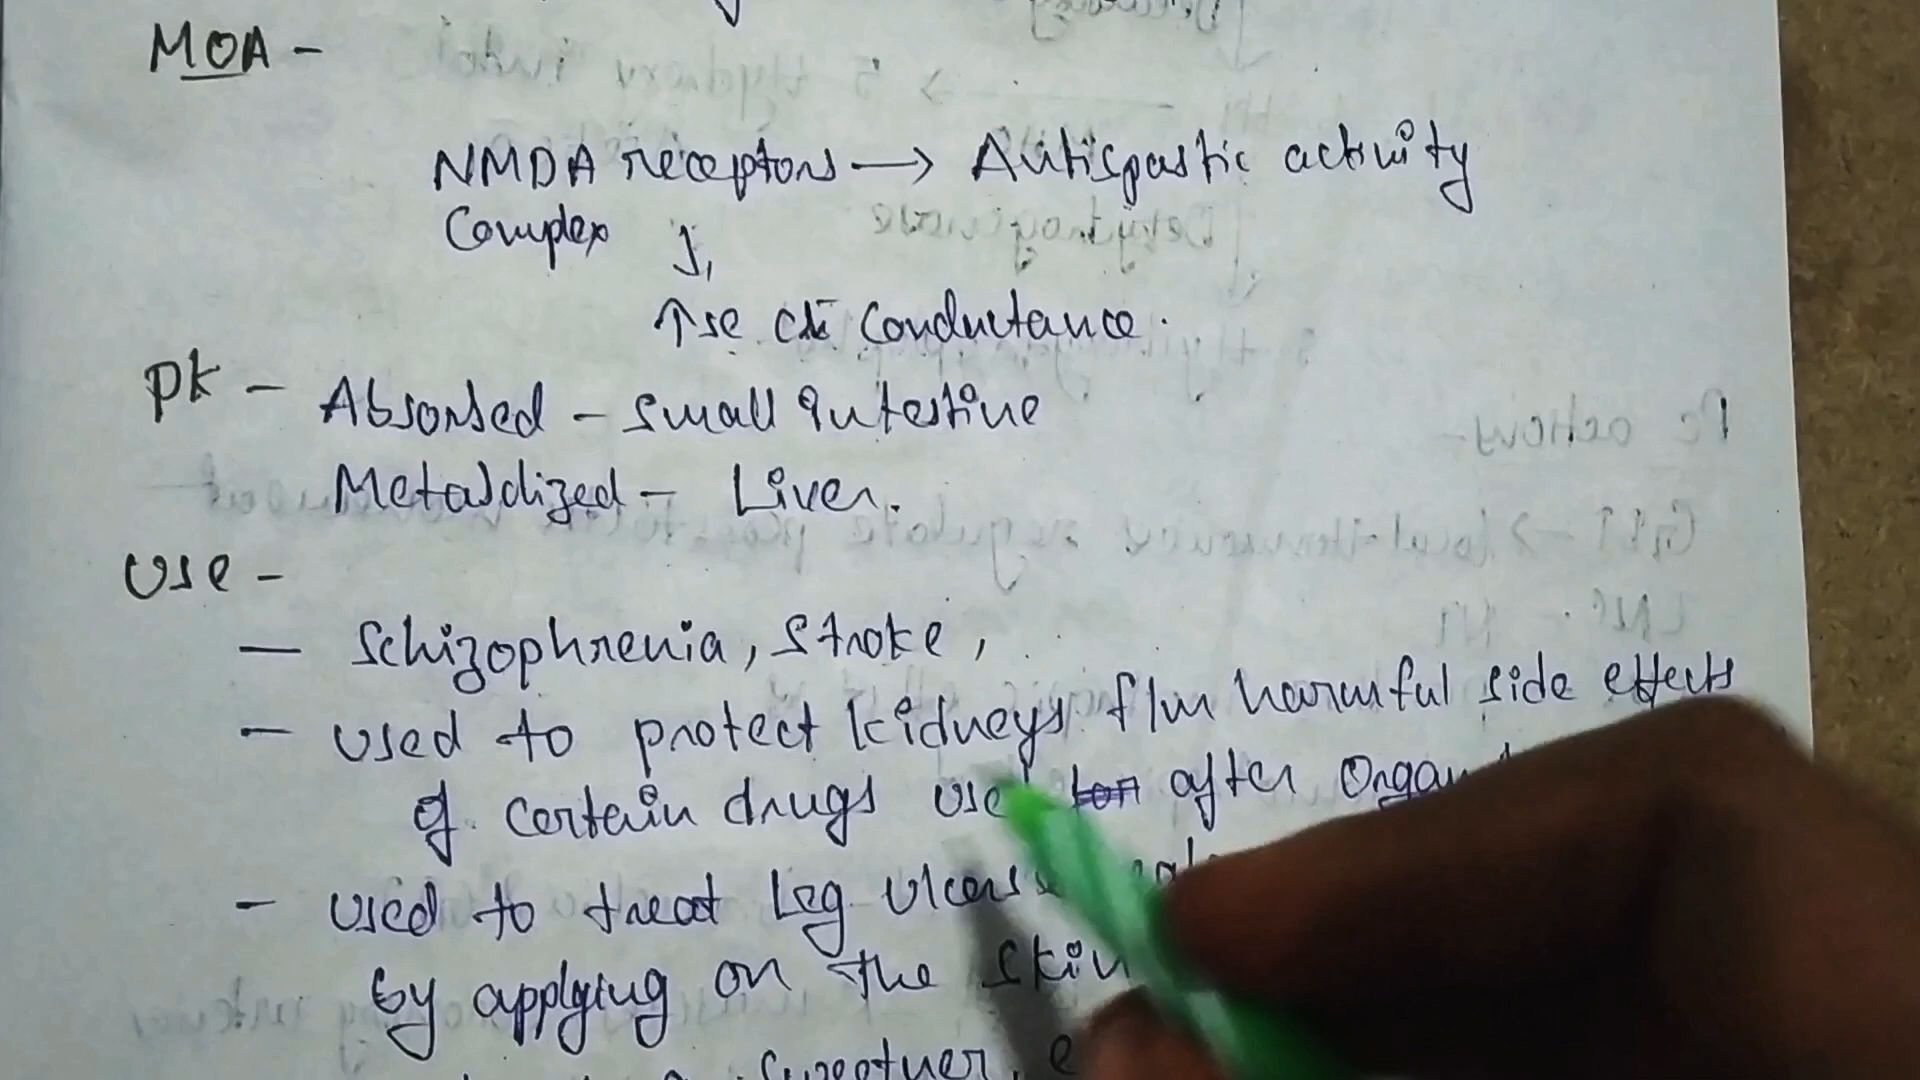 MOA -
NMDA receptors → Antispastic activity
Complex ↓
↑se Cl⁻ Conductance.
PK - Absorbed - Small Intestine
Metabolized - Liver.
Use -
- Schizophrenia, Stroke,
- Used to protect kidneys f/m harmful side effects
of certain drugs used after Organ
- Used to treat Leg ulcers
by applying on the skin
sweetner,